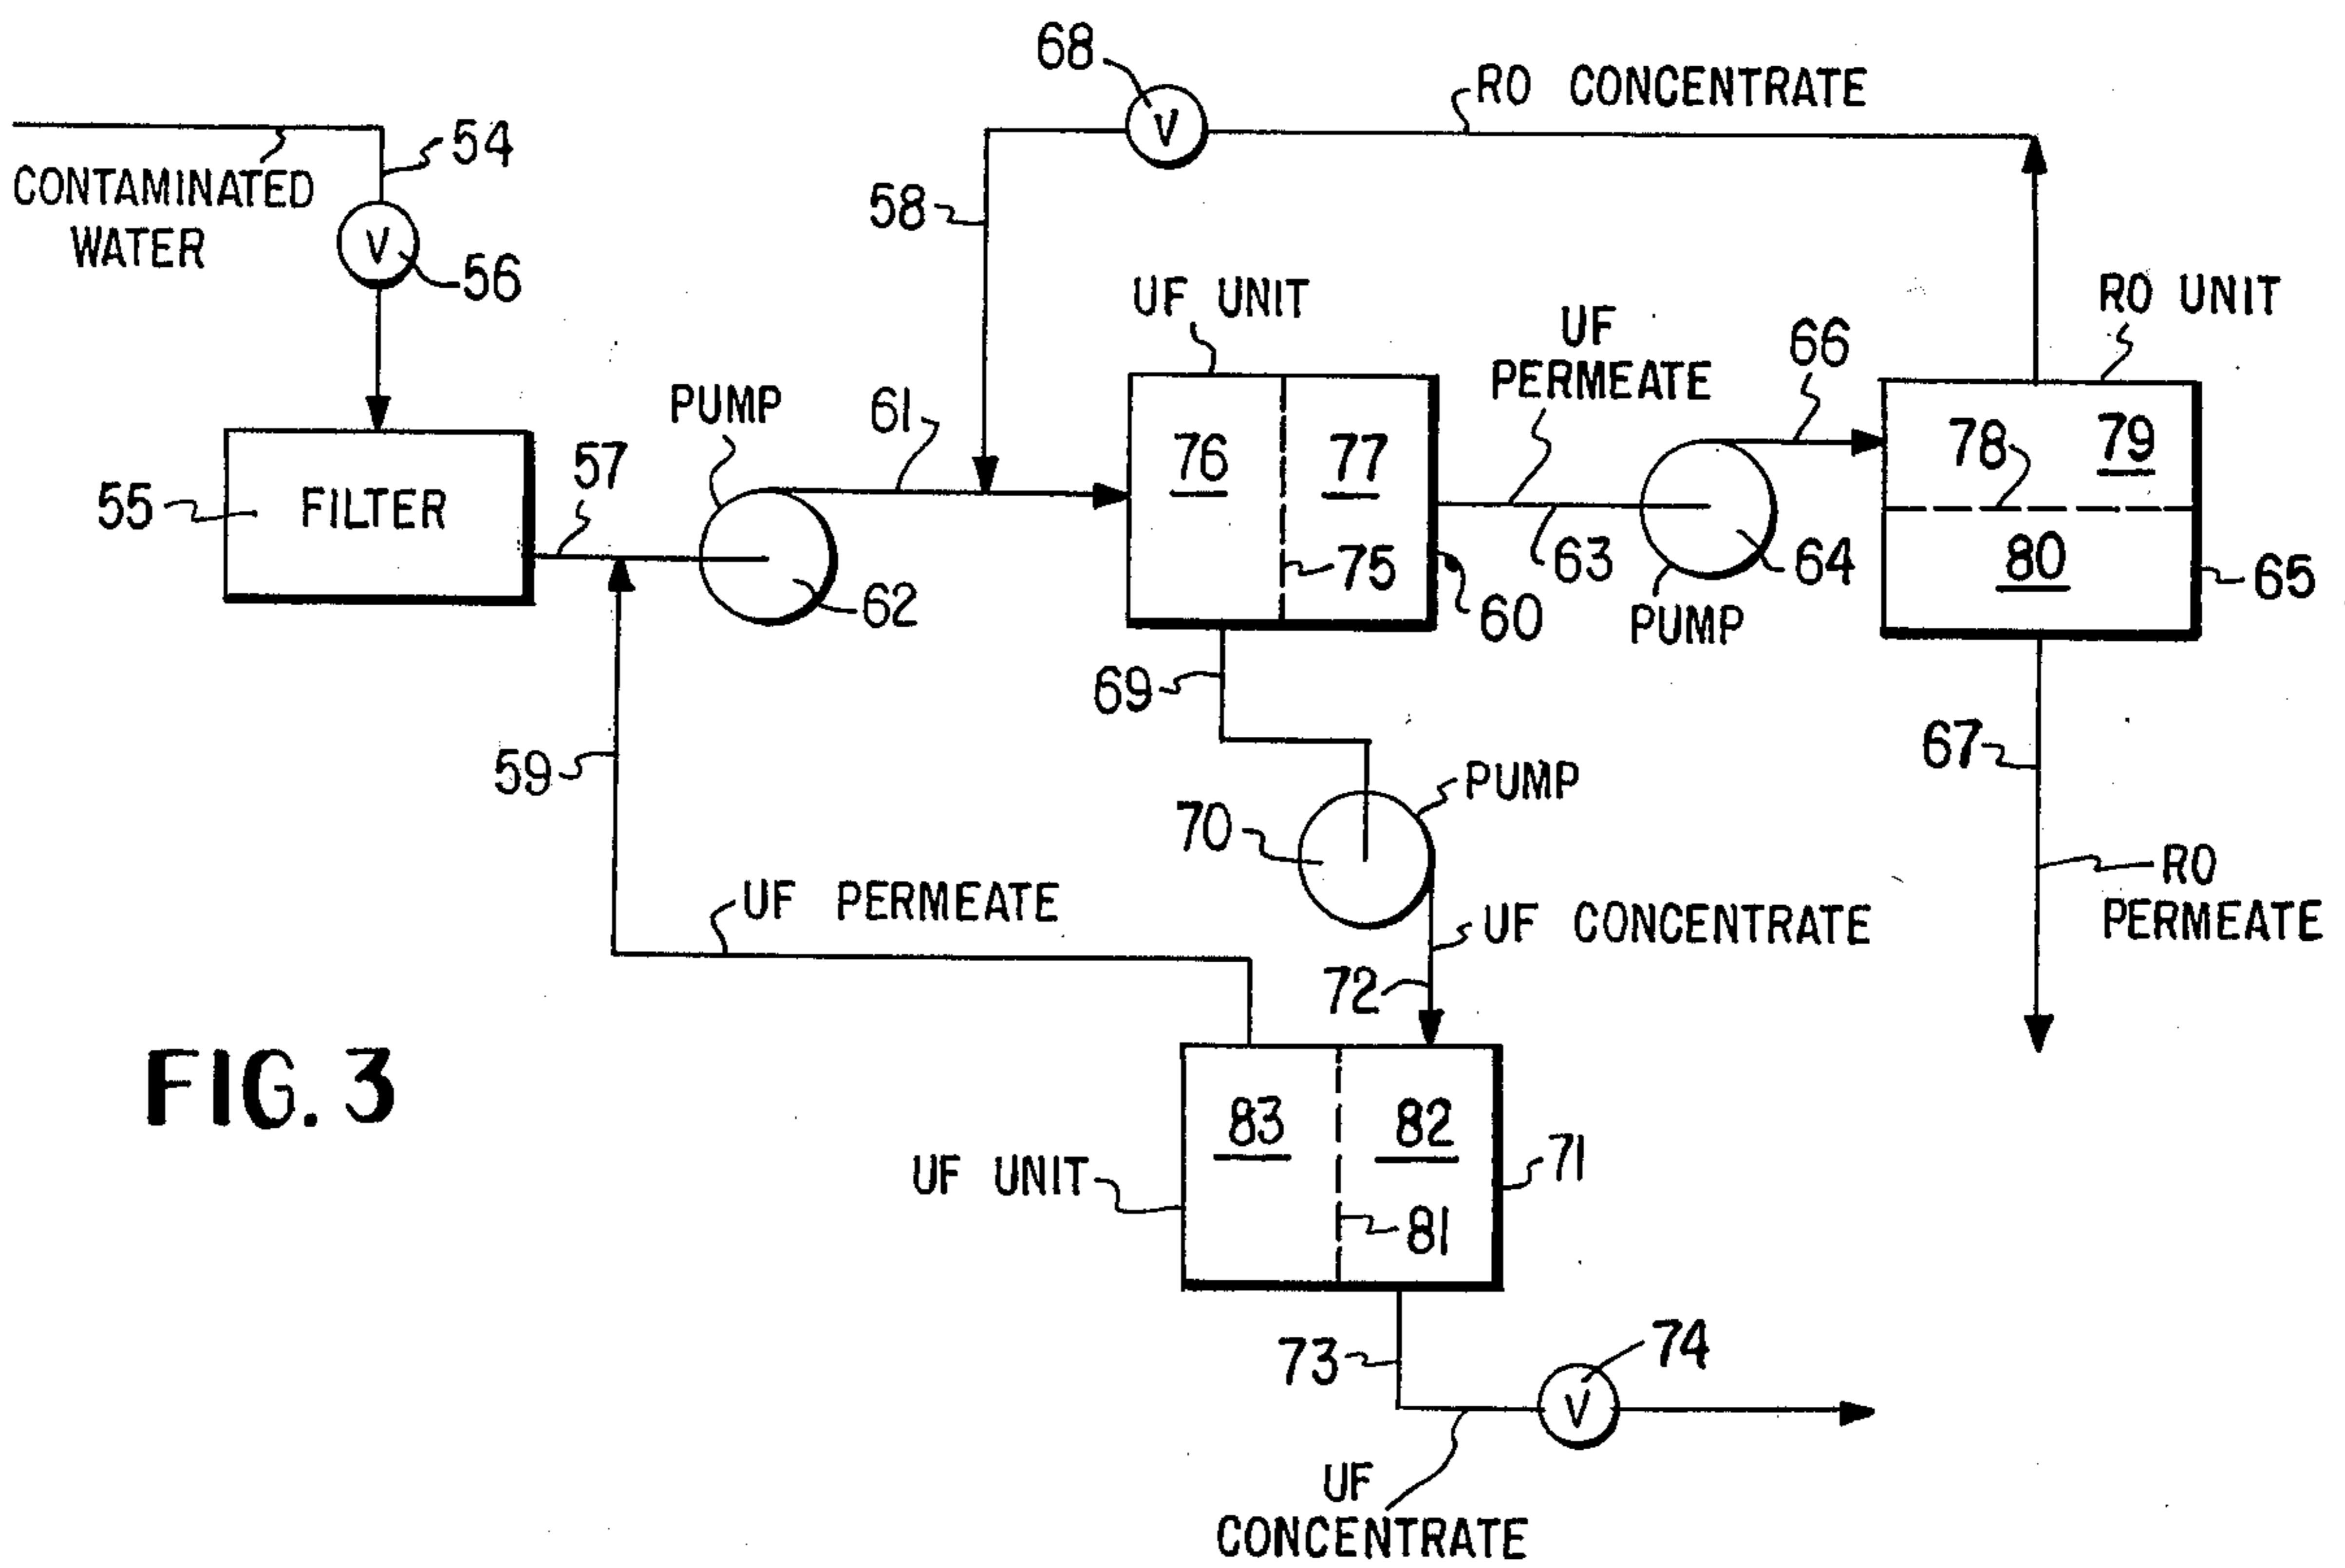 68
RO CONCENTRATE
54
CONTAMINATED
WATER
V
V
56
58
UF UNIT
RO UNIT
UF
PERMEATE
66
PUMP
61
57
55
FILTER
76
77
78
79
75
80
62
60
63
64
65
PUMP
69
59
67
PUMP
70
UF PERMEATE
UF CONCENTRATE
RO
PERMEATE
72
FIG. 3
83
82
UF UNIT
71
81
73
74
V
UF
CONCENTRATE